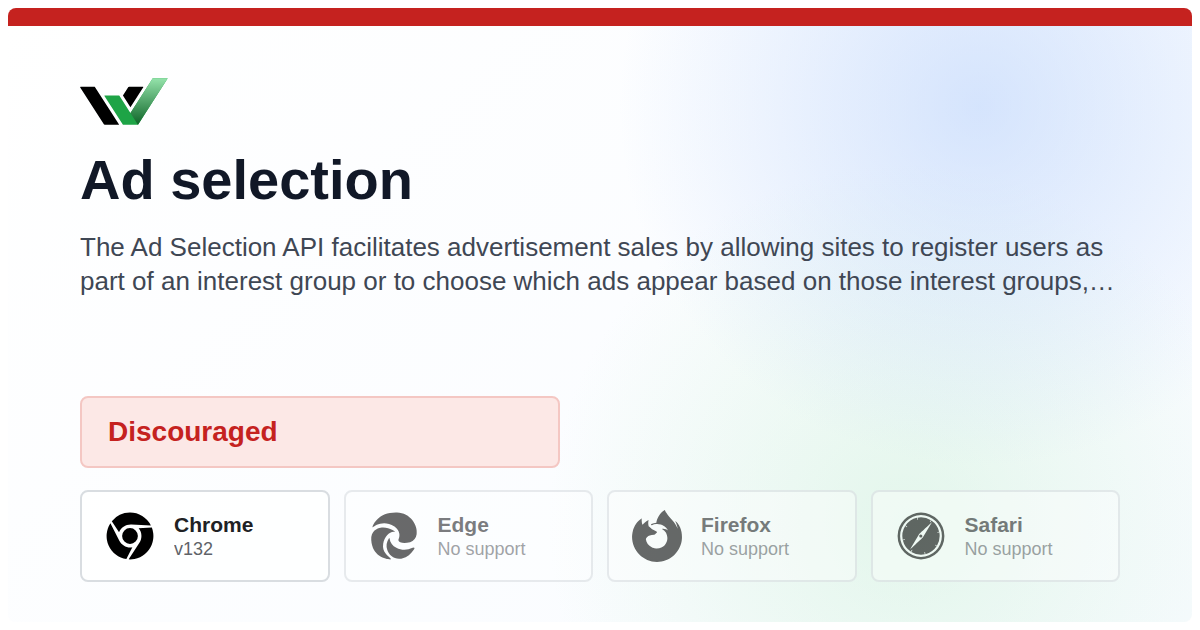 Ad selection
The Ad Selection API facilitates advertisement sales by allowing sites to register users as
part of an interest group or to choose which ads appear based on those interest groups,…
Discouraged
Chrome
v132
Edge
No support
Firefox
No support
Safari
No support